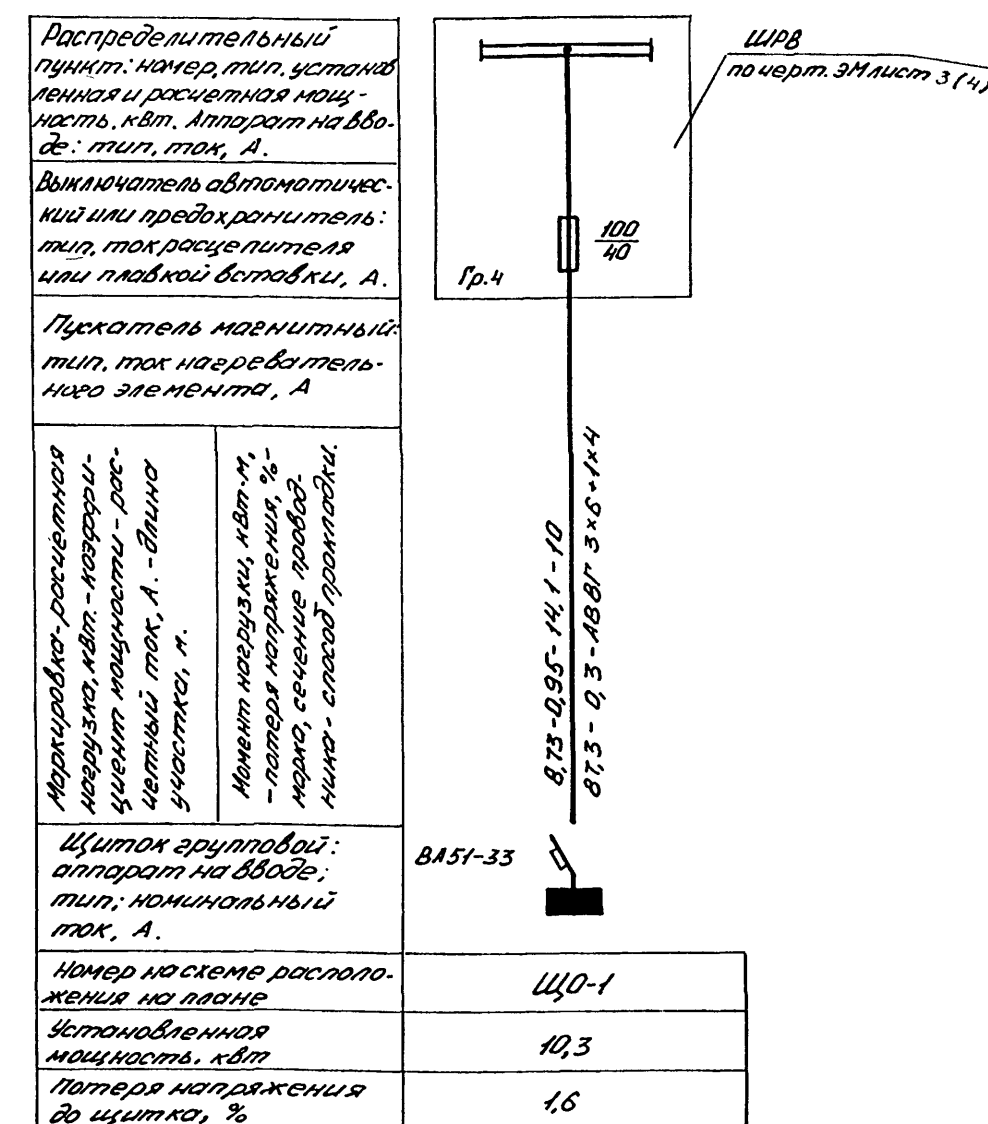 Распределительный
пункт: номер, тип, установ
ленная и расчетная мощ-
ность, квт. Аппарат на вво-
де: тип, ток, А.
Выключатель автоматичес-
кий или предохранитель:
тип, ток расцепителя
или плавкой вставки, А.
Пускатель магнитный:
тип, ток нагреватель-
ного элемента, А
Маркировка-расчетная
нагрузка, квт.-коэффи-
циент мощности-рас-
четный ток, А.-длина
участка, м.
Момент нагрузки, квт.м,
-потеря напряжения, %-
марка, сечение провод-
ника-способ прокладки.
Щиток групповой:
аппарат на вводе;
тип; номинальный
ток, А.
ШРВ
по черт. ЭМ лист 3 (4)
100
40
Гр.4
8,73-0,95-14,1-10
87,3-0,3-АВВГ 3х6+1х4
ВА51-33
Номер на схеме располо-
жения на плане
ЩО-1
Установленная
мощность, квт
10,3
Потеря напряжения
до щитка, %
1,6